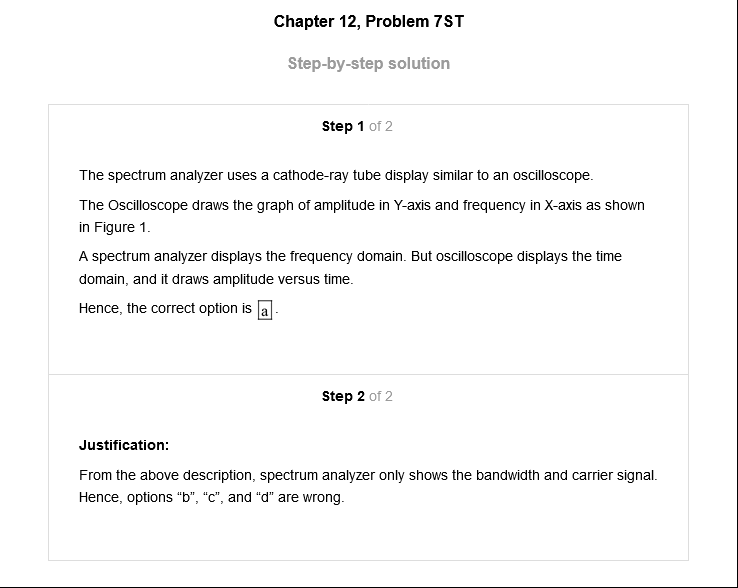 Chapter 12, Problem 7ST
Step-by-step solution
Step 1 of 2
The spectrum analyzer uses a cathode-ray tube display similar to an oscilloscope.
The Oscilloscope draws the graph of amplitude in Y-axis and frequency in X-axis as shown
in Figure 1.
A spectrum analyzer displays the frequency domain. But oscilloscope displays the time
domain, and it draws amplitude versus time.
Hence, the correct option is a .
Step 2 of 2
Justification:
From the above description, spectrum analyzer only shows the bandwidth and carrier signal.
Hence, options “b”, “c”, and “d” are wrong.